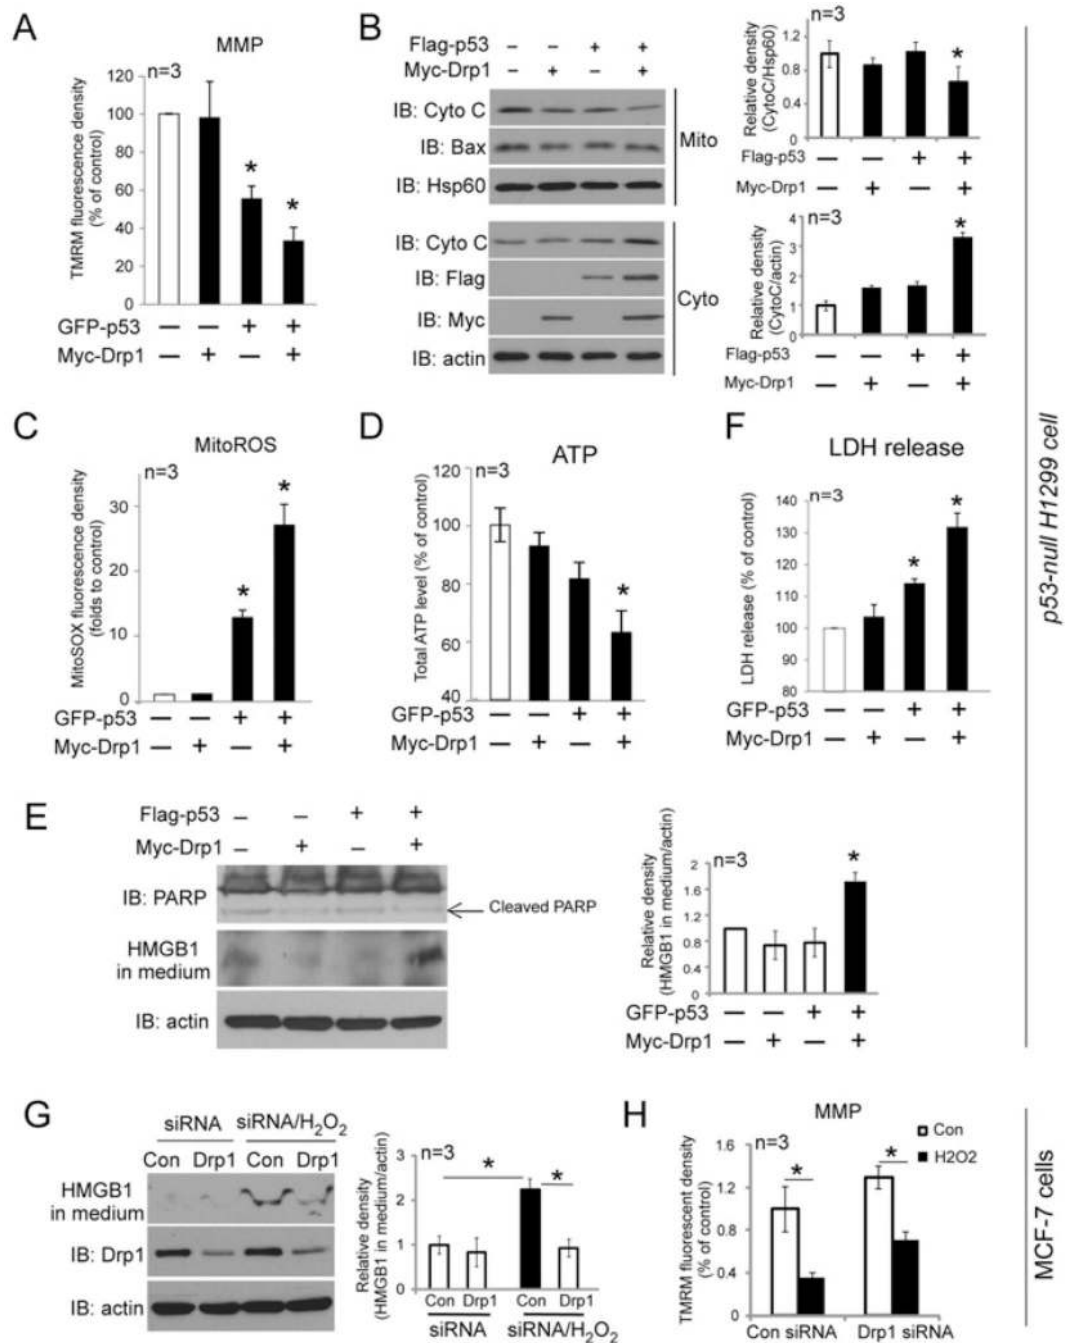 A
MMP
n=3
TMRM fluorescence density
(% of control)
120
100
80
60
40
20
0
*
*
GFP-p53 — — + +
Myc-Drp1 — + — +
B
Flag-p53 – – + +
Myc-Drp1 – + – +
IB: Cyto C
IB: Bax
IB: Hsp60
Mito
IB: Cyto C
IB: Flag
IB: Myc
IB: actin
Cyto
n=3
Relative density
(CytoC/Hsp60)
1.2
0.8
0.4
0
*
Flag-p53 — — + +
Myc-Drp1 — + — +
n=3
Relative density
(CytoC/actin)
4
3
2
1
0
*
Flag-p53 — — + +
Myc-Drp1 — + — +
C
MitoROS
n=3
MitoSOX fluorescence density
(folds to control)
30
20
10
0
*
*
GFP-p53 — — + +
Myc-Drp1 — + — +
D
ATP
n=3
Total ATP level (% of control)
120
100
80
60
40
*
GFP-p53 — — + +
Myc-Drp1 — + — +
F
LDH release
n=3
LDH release (% of control)
140
130
120
110
100
90
80
*
*
GFP-p53 — — + +
Myc-Drp1 — + — +
p53-null H1299 cell
E
Flag-p53 – – + +
Myc-Drp1 – + – +
IB: PARP
Cleaved PARP
HMGB1
in medium
IB: actin
n=3
Relative density
(HMGB1 in medium/actin)
2
1.6
1.2
0.8
0.4
0
*
GFP-p53 — — + +
Myc-Drp1 — + — +
G
siRNA siRNA/H₂O₂
Con Drp1 Con Drp1
HMGB1
in medium
IB: Drp1
IB: actin
n=3
Relative density
(HMGB1 in medium/actin)
3
2
1
0
*
*
Con Drp1 Con Drp1
siRNA siRNA/H₂O₂
H
MMP
n=3
Con
H2O2
TMRM fluorescent density
(% of control)
1.6
1.2
0.8
0.4
0
*
*
Con siRNA Drp1 siRNA
MCF-7 cells